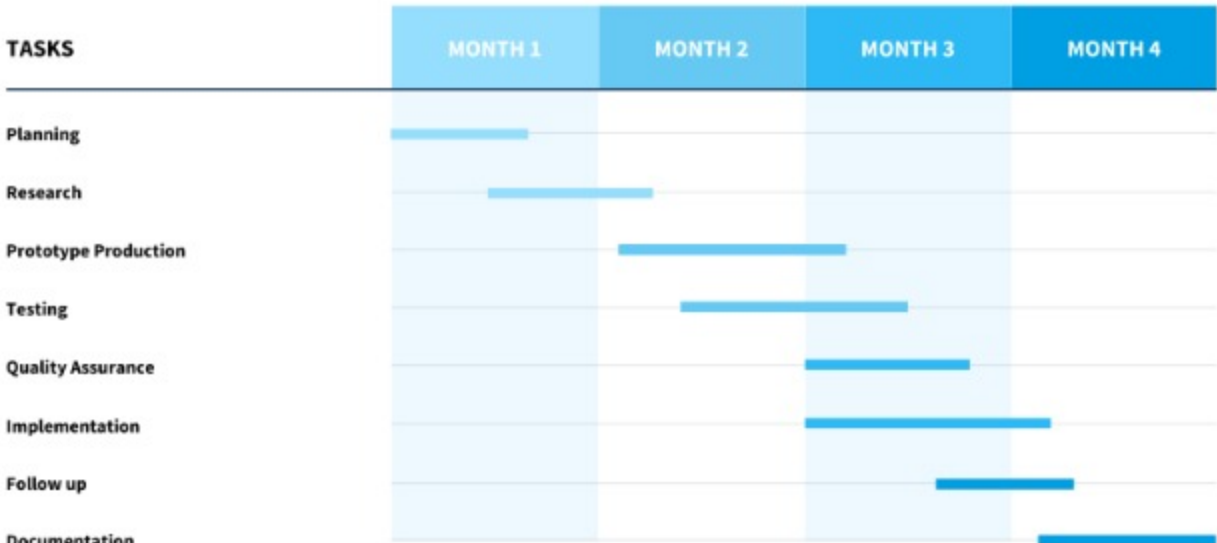 TASKS MONTH 1 MONTH 2 MONTH 3 MONTH 4
Planning
Research
Prototype Production
Testing
Quality Assurance
Implementation
Follow up
Documentation